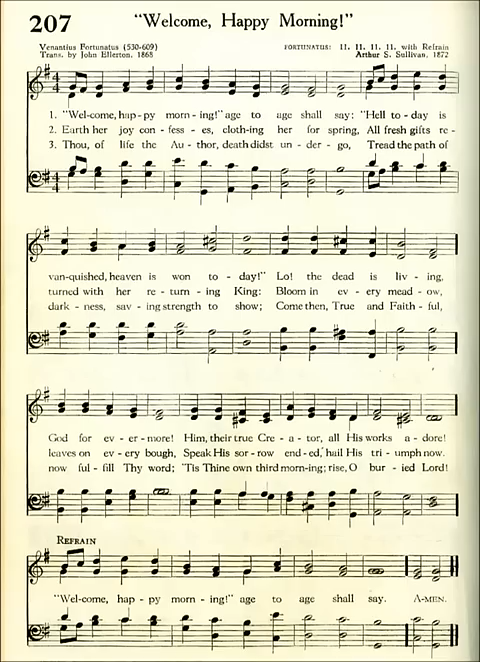 207
"Welcome, Happy Morning!"
Venantius Fortunatus (530-609)
Trans. by John Ellerton, 1868
FORTUNATUS: 11. 11. 11. 11. with Refrain
Arthur S. Sullivan, 1872
1. "Wel-come, hap-py morn-ing!" age to age shall say: "Hell to-day is
2. Earth her joy con-fess-es, cloth-ing her for spring, All fresh gifts re-
3. Thou, of life the Au-thor, death didst un-der-go, Tread the path of
van-quished, heaven is won to-day!" Lo! the dead is liv-ing,
turned with her re-turn-ing King: Bloom in ev-ery mead-ow,
dark-ness, sav-ing strength to show; Come then, True and Faith-ful,
God for ev-er-more! Him, their true Cre-a-tor, all His works a-dore!
leaves on ev-ery bough, Speak His sor-row end-ed, hail His tri-umph now.
now ful-fill Thy word; 'Tis Thine own third morn-ing; rise, O bur-ied Lord!
REFRAIN
"Wel-come, hap-py morn-ing!" age to age shall say. A-MEN.